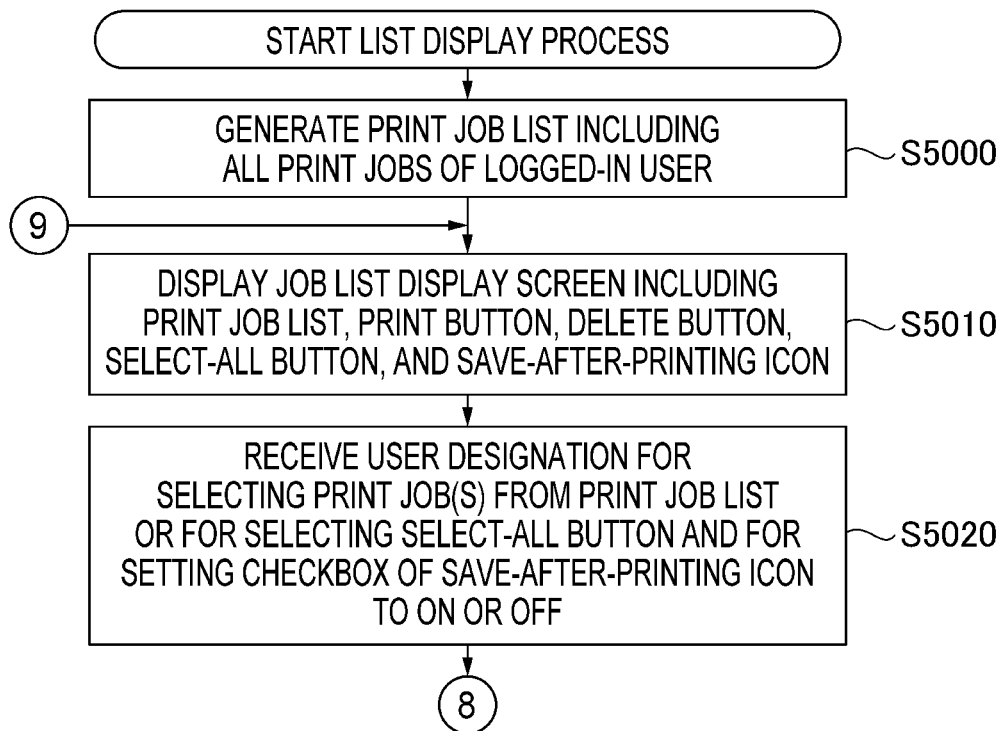 START LIST DISPLAY PROCESS
GENERATE PRINT JOB LIST INCLUDING
ALL PRINT JOBS OF LOGGED-IN USER
S5000
9
DISPLAY JOB LIST DISPLAY SCREEN INCLUDING
PRINT JOB LIST, PRINT BUTTON, DELETE BUTTON,
SELECT-ALL BUTTON, AND SAVE-AFTER-PRINTING ICON
S5010
RECEIVE USER DESIGNATION FOR
SELECTING PRINT JOB(S) FROM PRINT JOB LIST
OR FOR SELECTING SELECT-ALL BUTTON AND FOR
SETTING CHECKBOX OF SAVE-AFTER-PRINTING ICON
TO ON OR OFF
S5020
8